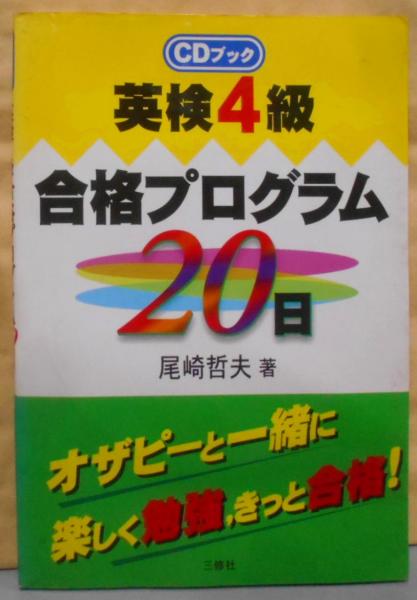 CDブック
英検4級
合格プログラム
20日
尾崎哲夫 著
オザピーと一緒に
楽しく勉強,きっと合格!
三修社